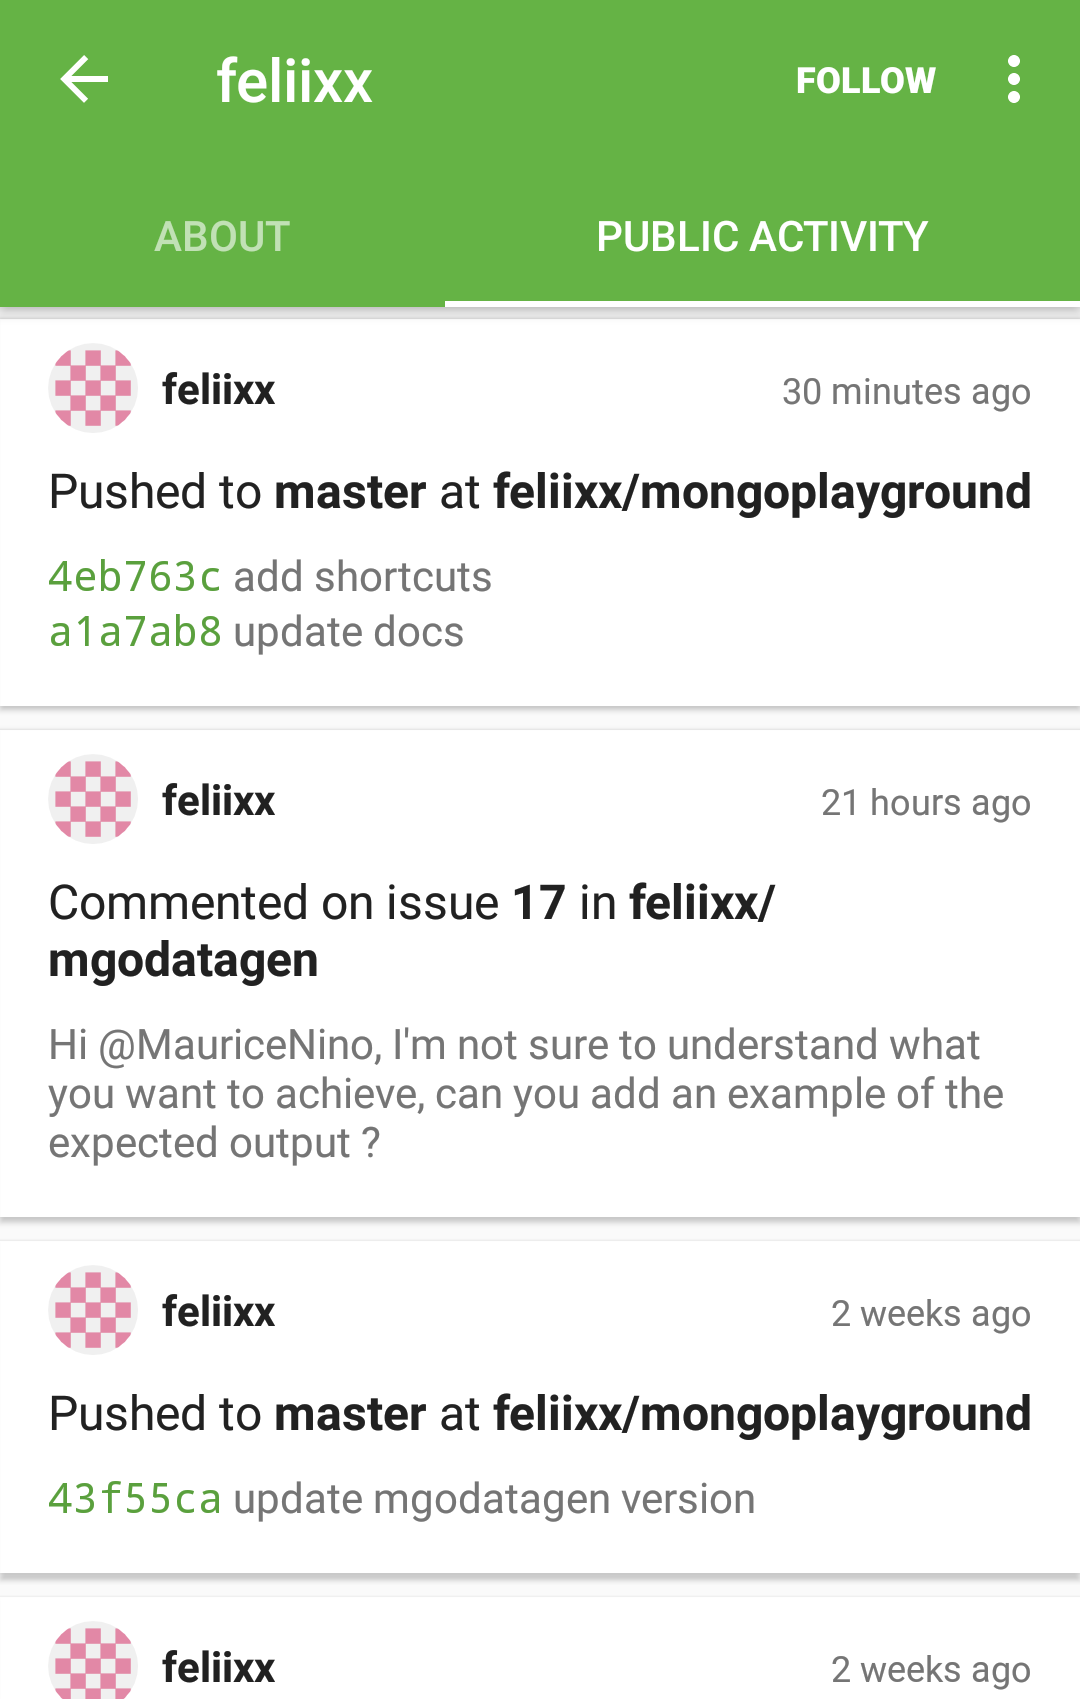 feliixx FOLLOW
ABOUT PUBLIC ACTIVITY
feliixx 30 minutes ago
Pushed to master at feliixx/mongoplayground
4eb763c add shortcuts
a1a7ab8 update docs
feliixx 21 hours ago
Commented on issue 17 in feliixx/
mgodatagen
Hi @MauriceNino, I'm not sure to understand what
you want to achieve, can you add an example of the
expected output ?
feliixx 2 weeks ago
Pushed to master at feliixx/mongoplayground
43f55ca update mgodatagen version
feliixx 2 weeks ago